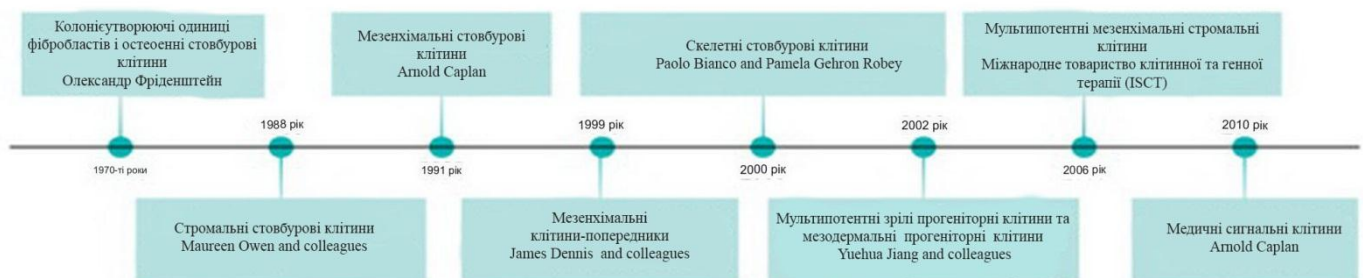 Колонієутворюючі одиниці
фібробластів і остеоенні стовбурові
клітини
Олександр Фріденштейн
Мезенхімальні стовбурові
клітини
Arnold Caplan
Скелетні стовбурові клітини
Paolo Bianco and Pamela Gehron Robey
Мультипотентні мезенхімальні стромальні
клітини
Міжнародне товариство клітинної та генної
терапії (ISCT)
1988 рік
1999 рік
2002 рік
2010 рік
1970-ті роки
1991 рік
2000 рік
2006 рік
Стромальні стовбурові клітини
Maureen Owen and colleagues
Мезенхімальні
клітини-попередники
James Dennis and colleagues
Мультипотентні зрілі прогеніторні клітини та
мезодермальні прогеніторні клітини
Yuehua Jiang and colleagues
Медичні сигнальні клітини
Arnold Caplan